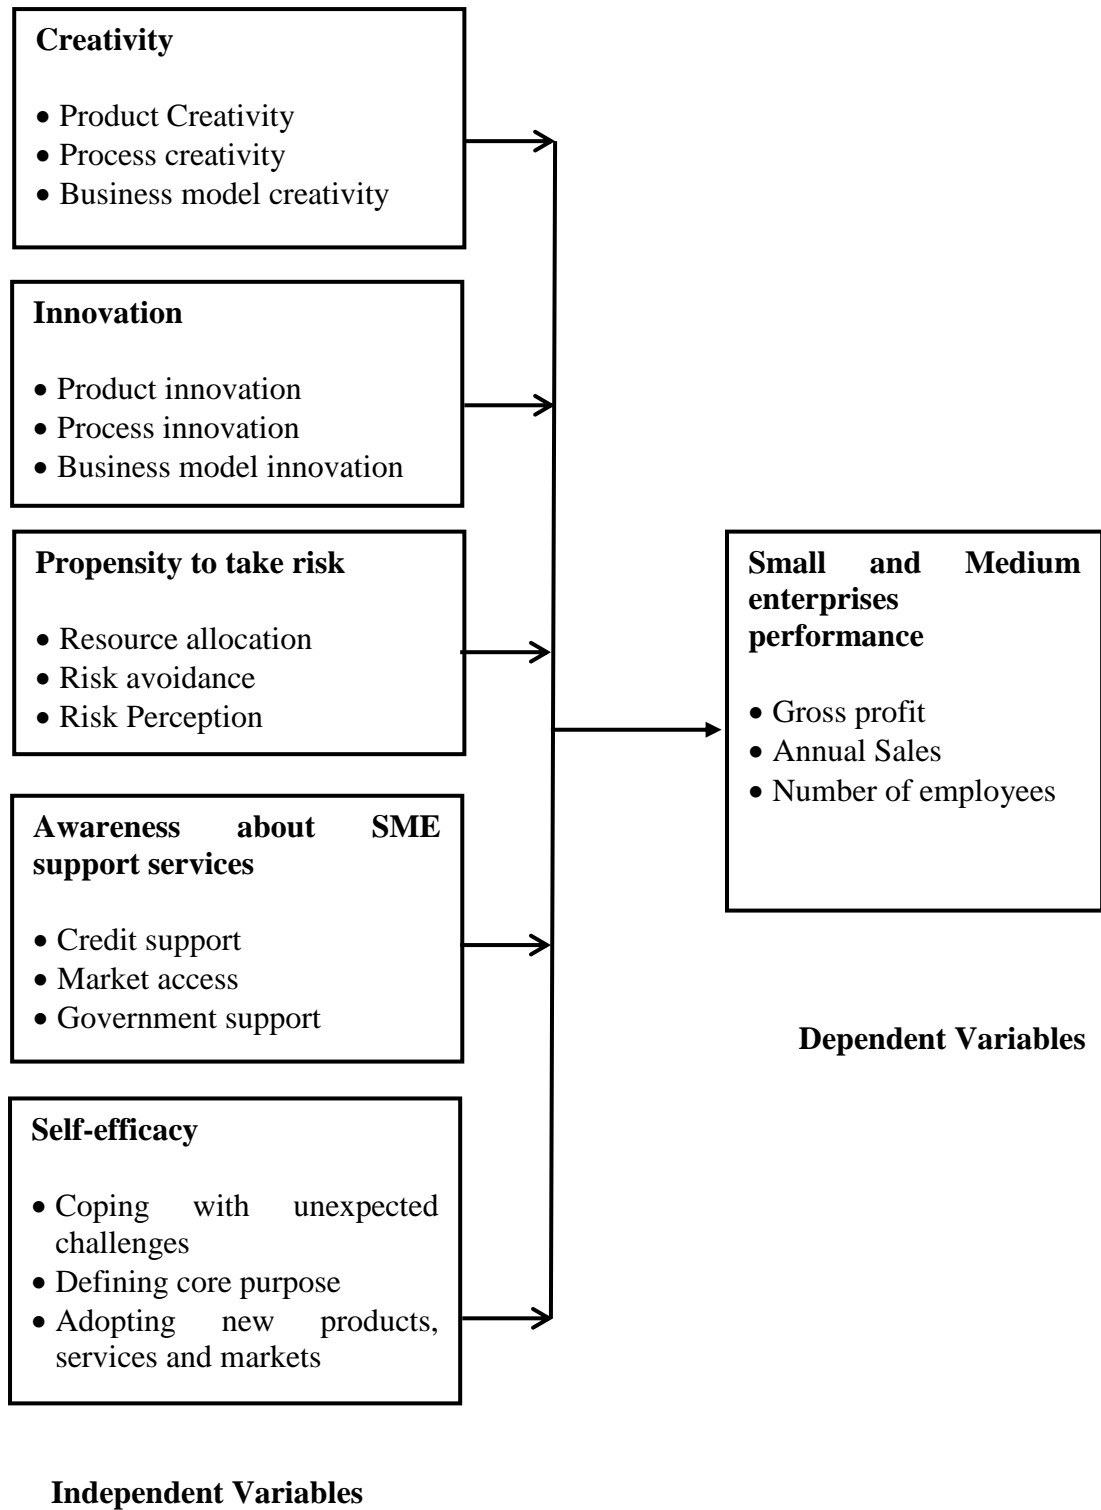 Creativity
• Product Creativity
• Process creativity
• Business model creativity
Innovation
• Product innovation
• Process innovation
• Business model innovation
Propensity to take risk
• Resource allocation
• Risk avoidance
• Risk Perception
Awareness about SME
support services
• Credit support
• Market access
• Government support
Self-efficacy
• Coping with unexpected
challenges
• Defining core purpose
• Adopting new products,
services and markets
Independent Variables
Small and Medium
enterprises
performance
• Gross profit
• Annual Sales
• Number of employees
Dependent Variables